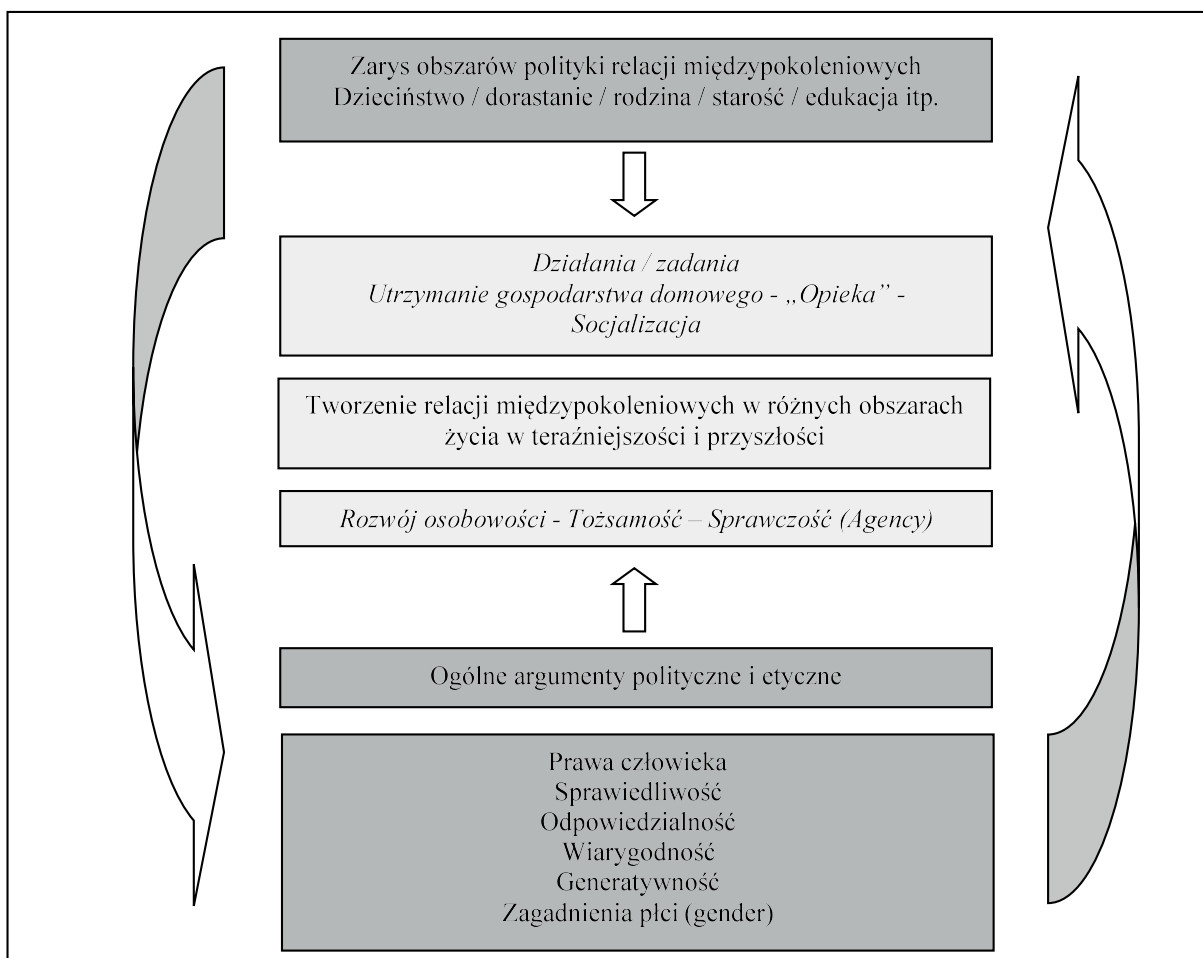 Zarys obszarów polityki relacji międzypokoleniowych
Dzieciństwo / dorastanie / rodzina / starość / edukacja itp.
Działania / zadania
Utrzymanie gospodarstwa domowego - „Opieka” -
Socjalizacja
Tworzenie relacji międzypokoleniowych w różnych obszarach
życia w teraźniejszości i przyszłości
Rozwój osobowości - Tożsamość – Sprawczość (Agency)
Ogólne argumenty polityczne i etyczne
Prawa człowieka
Sprawiedliwość
Odpowiedzialność
Wiarygodność
Generatywność
Zagadnienia płci (gender)